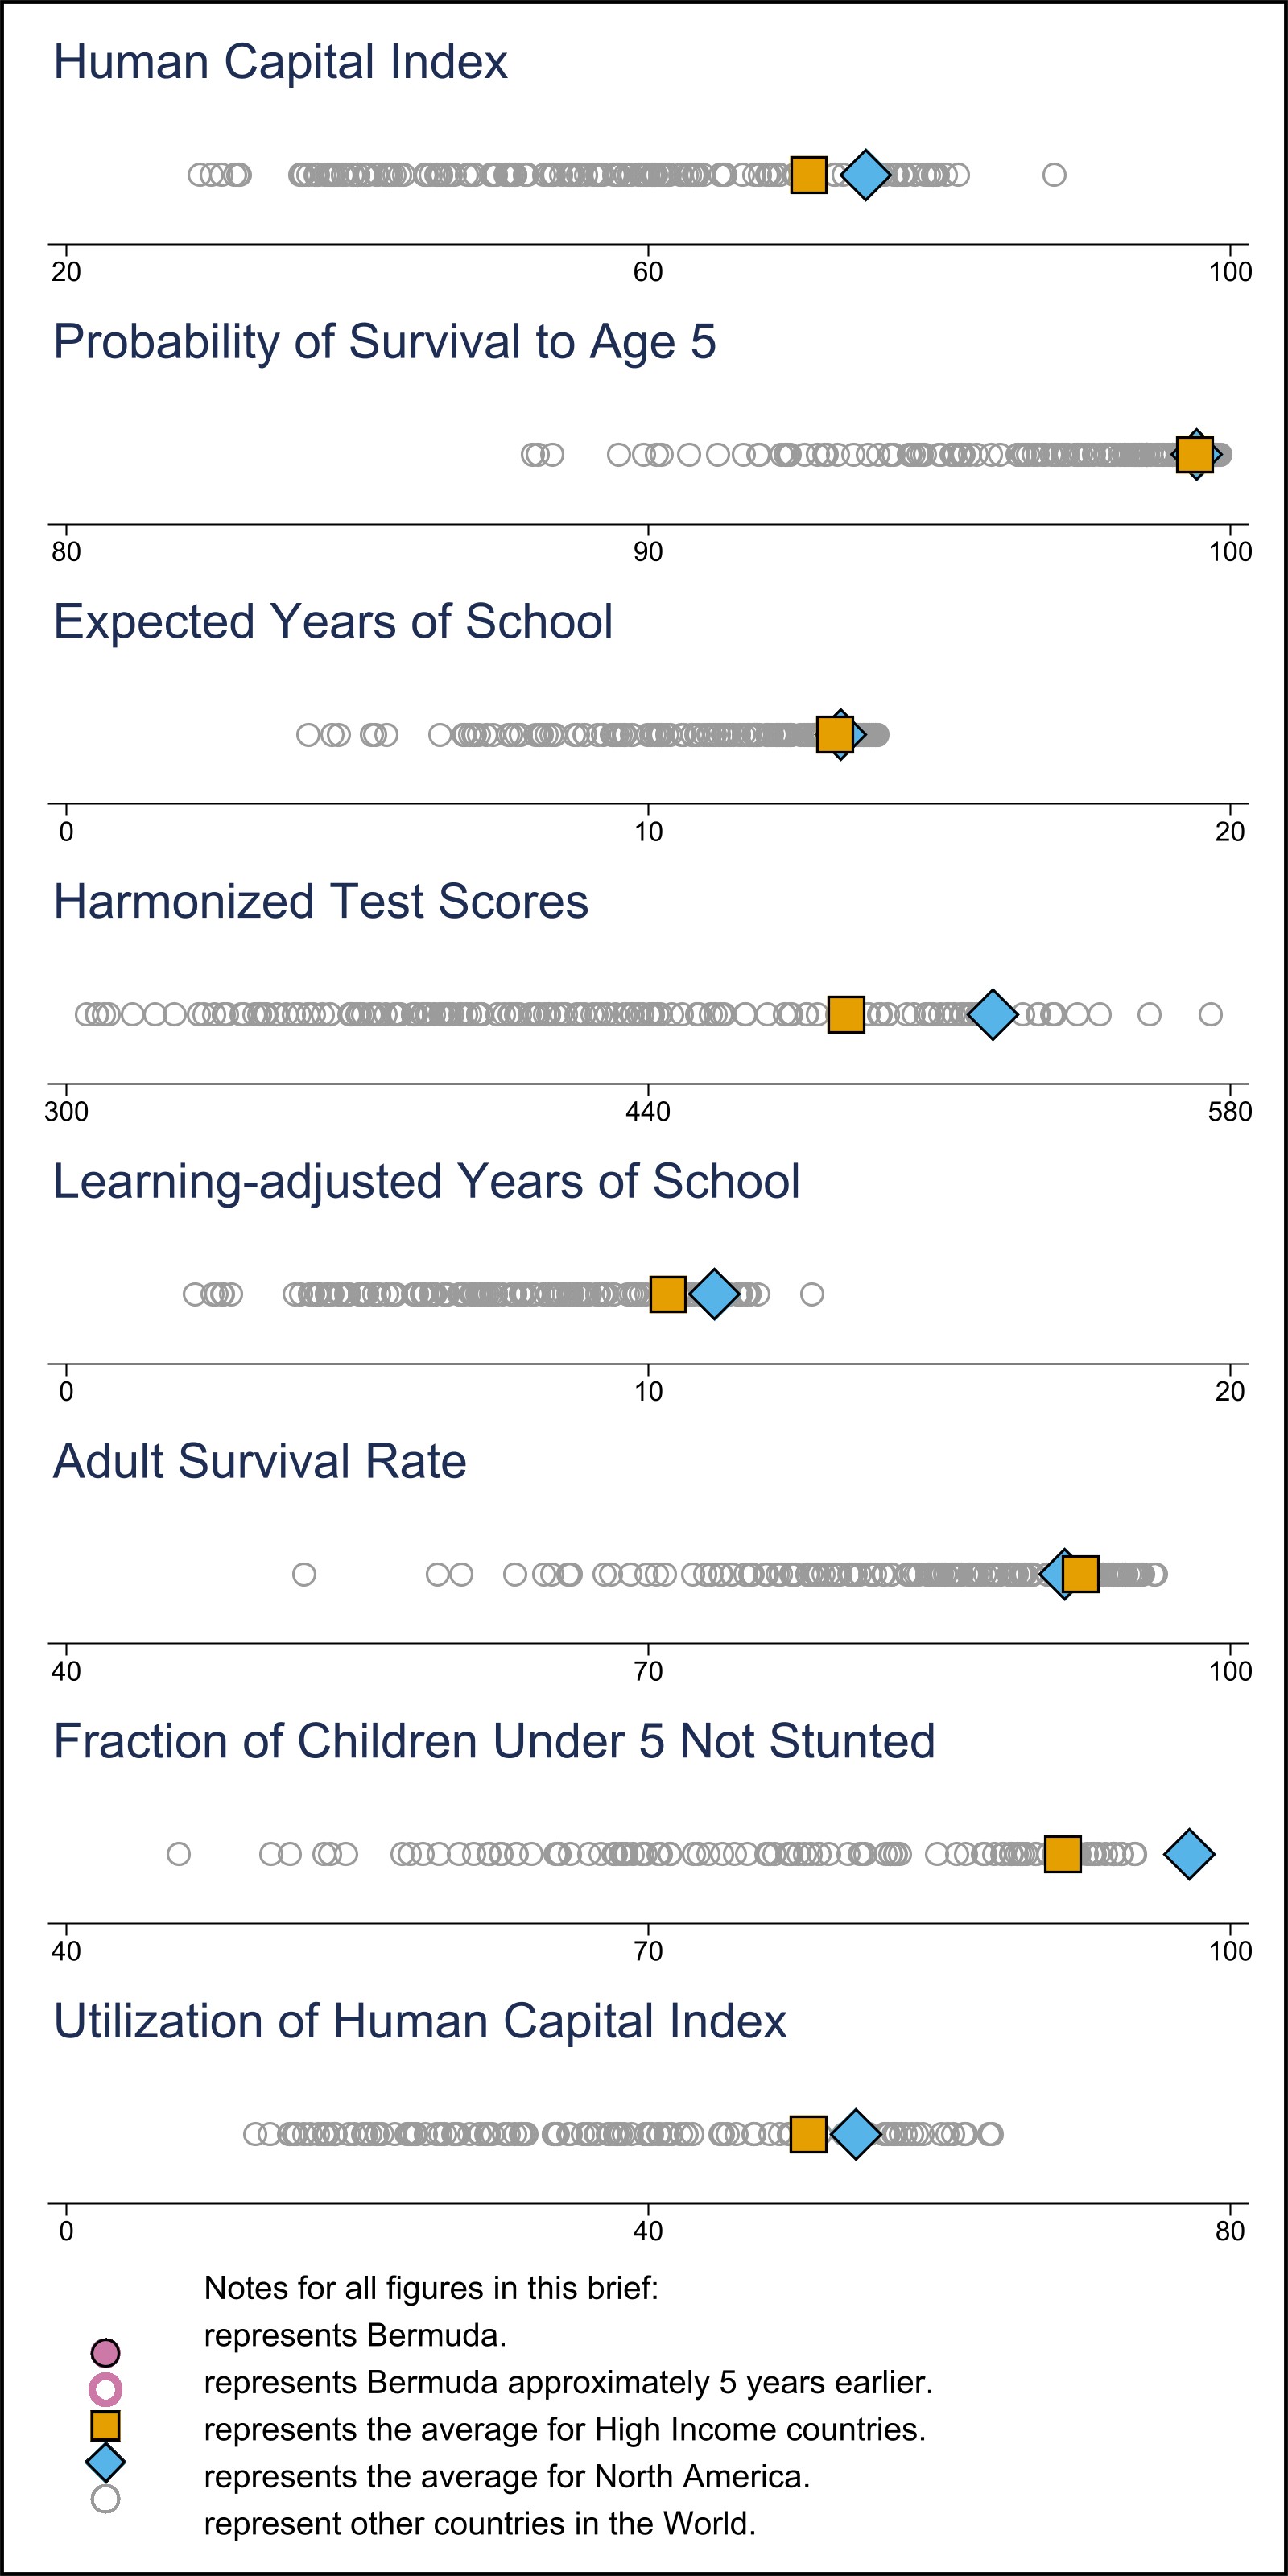 Human Capital Index
20 60 100
Probability of Survival to Age 5
80 90 100
Expected Years of School
0 10 20
Harmonized Test Scores
300 440 580
Learning-adjusted Years of School
0 10 20
Adult Survival Rate
40 70 100
Fraction of Children Under 5 Not Stunted
40 70 100
Utilization of Human Capital Index
0 40 80
Notes for all figures in this brief:
represents Bermuda.
represents Bermuda approximately 5 years earlier.
represents the average for High Income countries.
represents the average for North America.
represent other countries in the World.